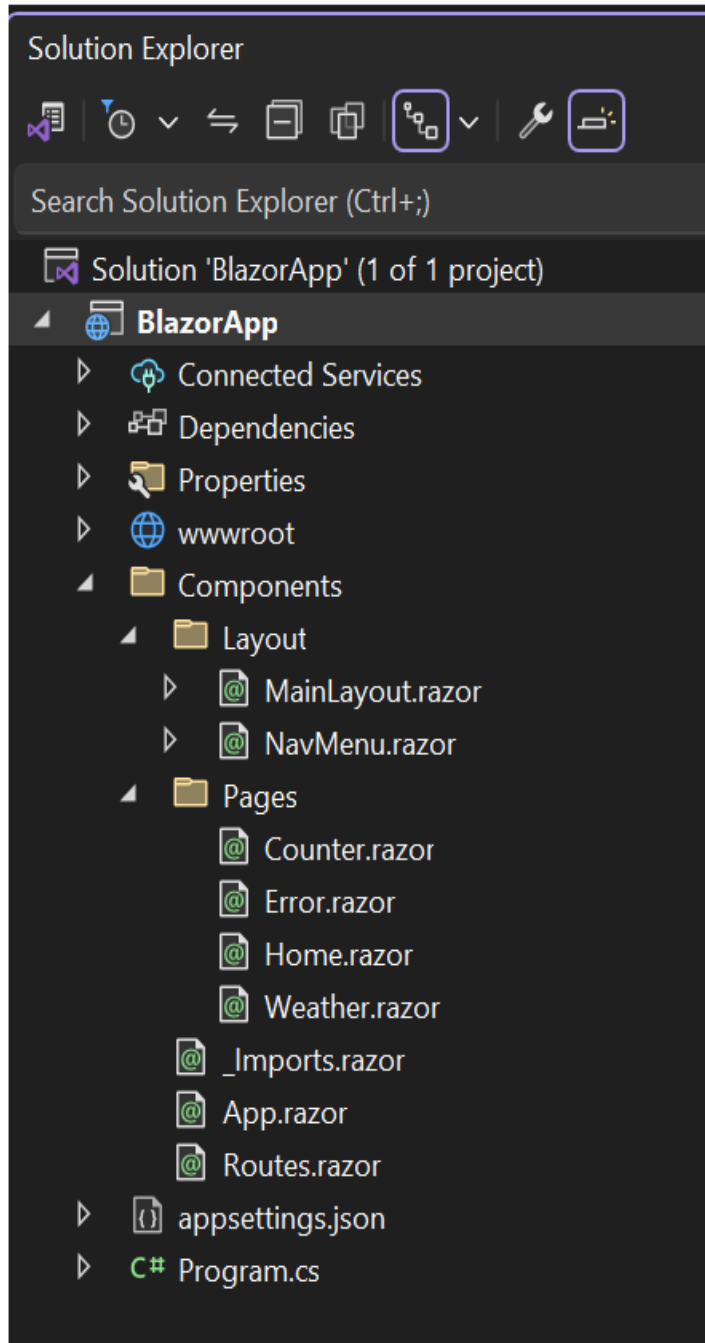 Solution Explorer
Search Solution Explorer (Ctrl+;)
Solution 'BlazorApp' (1 of 1 project)
BlazorApp
Connected Services
Dependencies
Properties
wwwroot
Components
Layout
MainLayout.razor
NavMenu.razor
Pages
Counter.razor
Error.razor
Home.razor
Weather.razor
_Imports.razor
App.razor
Routes.razor
appsettings.json
C# Program.cs